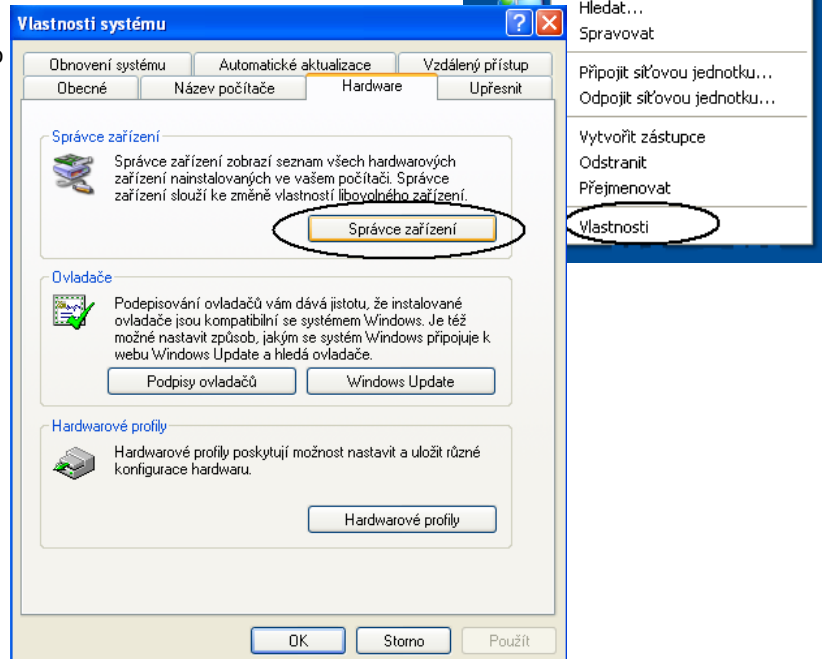 Vlastnosti systému
Obnovení systému Automatické aktualizace Vzdálený přístup
Obecné Název počítače Hardware Upřesnit
Správce zařízení
Správce zařízení zobrazí seznam všech hardwarových
zařízení nainstalovaných ve vašem počítači. Správce
zařízení slouží ke změně vlastností libovolného zařízení.
Správce zařízení
Ovladače
Podepisování ovladačů vám dává jistotu, že instalované
ovladače jsou kompatibilní se systémem Windows. Je též
možné nastavit způsob, jakým se systém Windows připojuje k
webu Windows Update a hledá ovladače.
Podpisy ovladačů Windows Update
Hardwarové profily
Hardwarové profily poskytují možnost nastavit a uložit různé
konfigurace hardwaru.
Hardwarové profily
OK Storno Použít
Hledat...
Spravovat
Připojit síťovou jednotku...
Odpojit síťovou jednotku...
Vytvořit zástupce
Odstranit
Přejmenovat
Vlastnosti